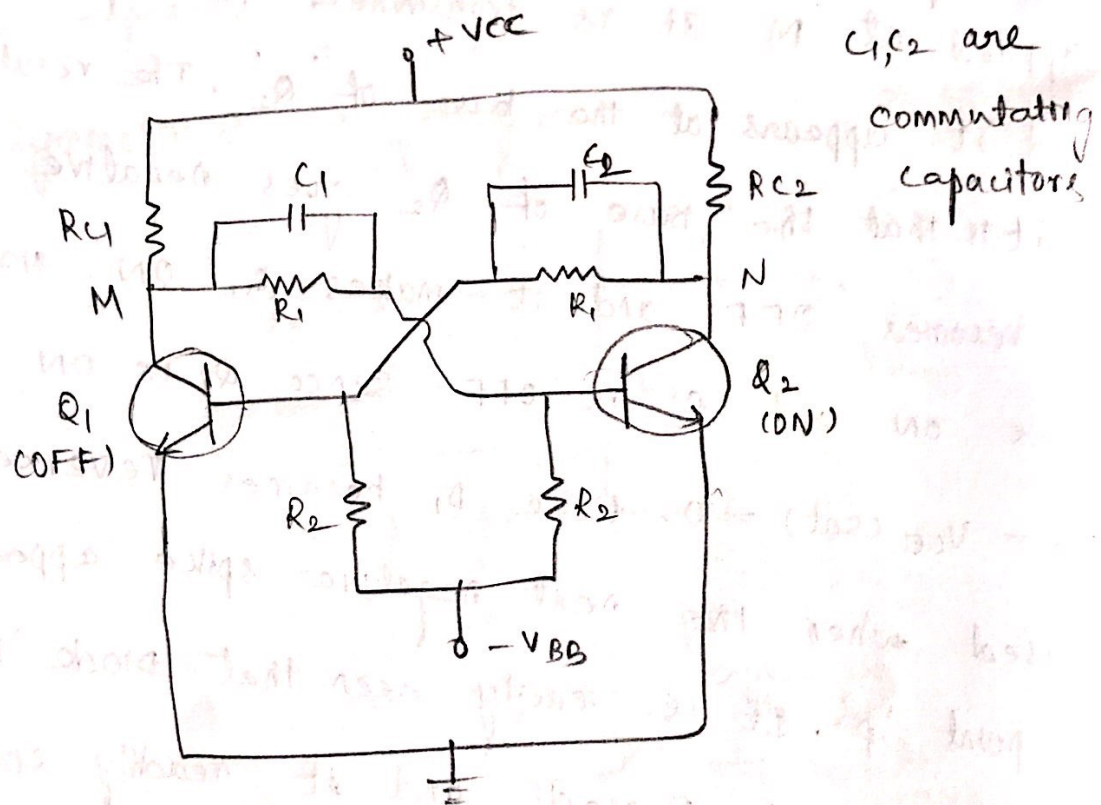 + VCC
C1,C2 are
commutating
capacitors
C1
C2
RC1
RC2
M
R1
R1
N
Q1
(OFF)
Q2
(ON)
R2
R2
- VBB